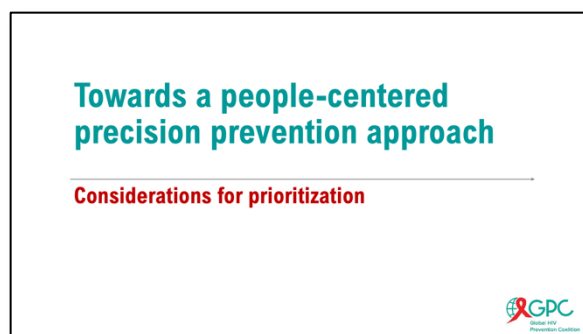 Towards a people-centered
precision prevention approach
Considerations for prioritization
GPC
Global HIV
Prevention Coalition